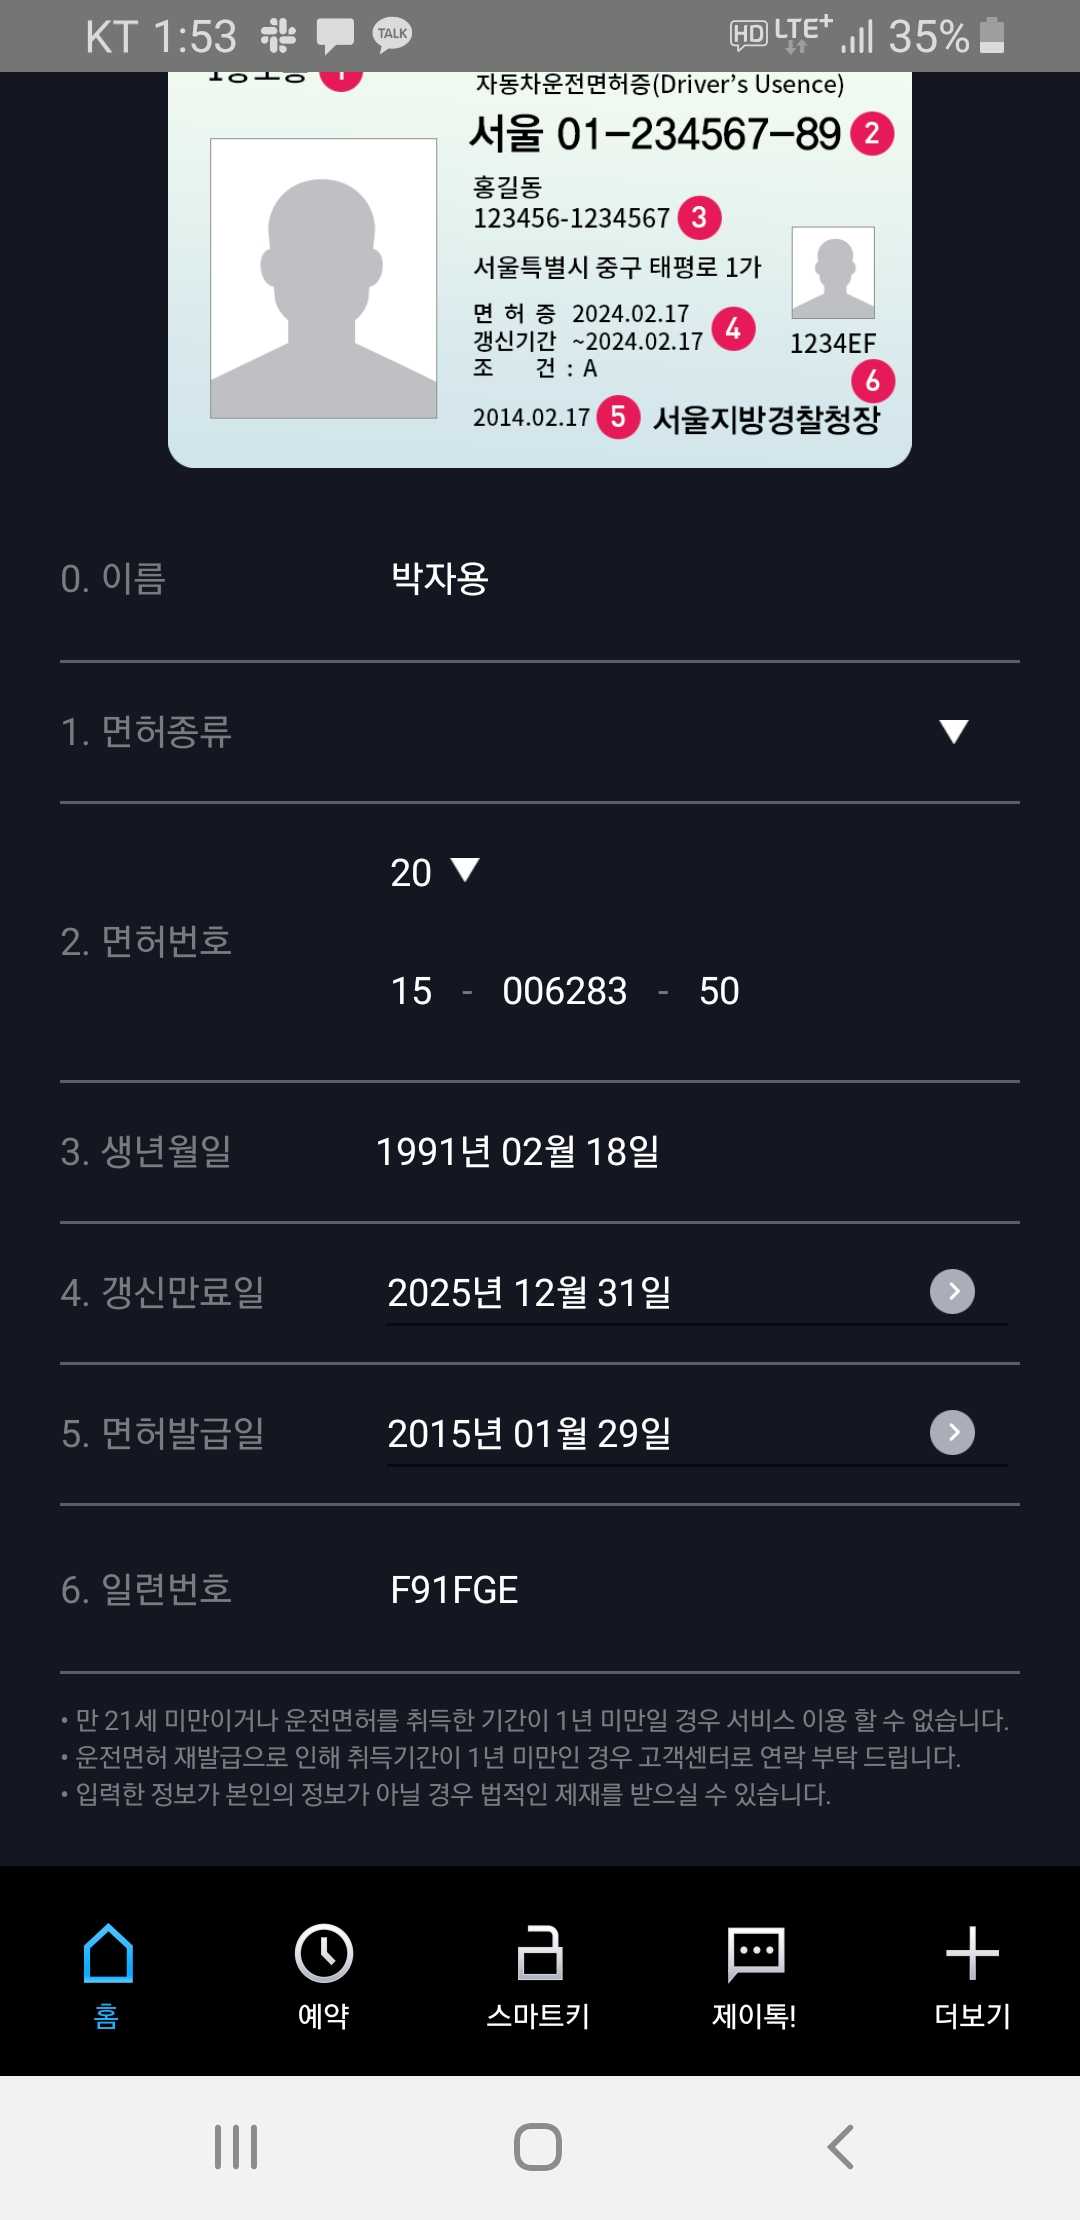 KT 1:53 TALK HD LTE+ 35%
1종보통 1
자동차운전면허증(Driver's Usence)
서울 01-234567-89 2
홍길동
123456-1234567 3
서울특별시 중구 태평로 1가
면 허 증 2024.02.17
갱신기간 ~2024.02.17 4
조 건 : A
1234EF
6
2014.02.17 5 서울지방경찰청장
0. 이름 박자용
1. 면허종류
20
2. 면허번호
15 - 006283 - 50
3. 생년월일 1991년 02월 18일
4. 갱신만료일 2025년 12월 31일
5. 면허발급일 2015년 01월 29일
6. 일련번호 F91FGE
• 만 21세 미만이거나 운전면허를 취득한 기간이 1년 미만일 경우 서비스 이용 할 수 없습니다.
• 운전면허 재발급으로 인해 취득기간이 1년 미만인 경우 고객센터로 연락 부탁 드립니다.
• 입력한 정보가 본인의 정보가 아닐 경우 법적인 제재를 받으실 수 있습니다.
홈 예약 스마트키 제이톡! 더보기